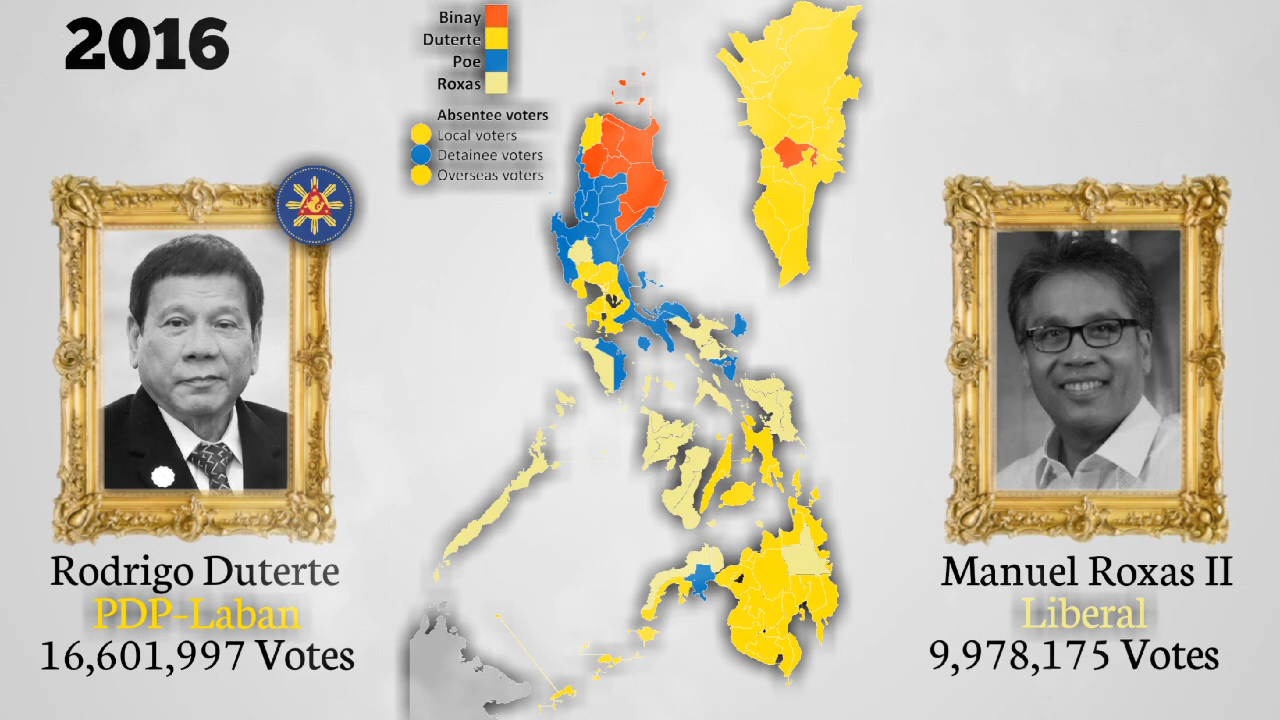 2016
Binay
Duterte
Poe
Roxas
Absentee voters
Local voters
Detainee voters
Overseas voters
Rodrigo Duterte
PDP-Laban
16,601,997 Votes
Manuel Roxas II
Liberal
9,978,175 Votes